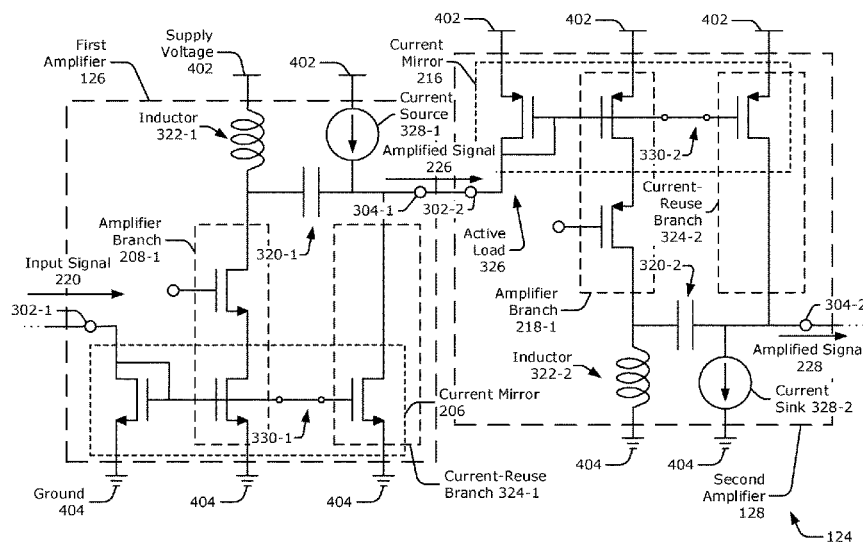 402
402
402
First
Amplifier
126
Supply
Voltage
402
402
Current
Mirror
216
Inductor
322-1
Current
Source
328-1
Amplified Signal
226
330-2
304-1
302-2
Current-
Reuse
Branch
324-2
Amplifier
Branch
208-1
320-1
Active
Load
326
Input Signal
220
302-1
320-2
Amplifier
Branch
218-1
304-2
Amplified Signal
228
Inductor
322-2
Current
Sink 328-2
Current
Mirror 206
330-1
404
404
Ground
404
404
404
Current-Reuse
Branch 324-1
Second
Amplifier
128
124